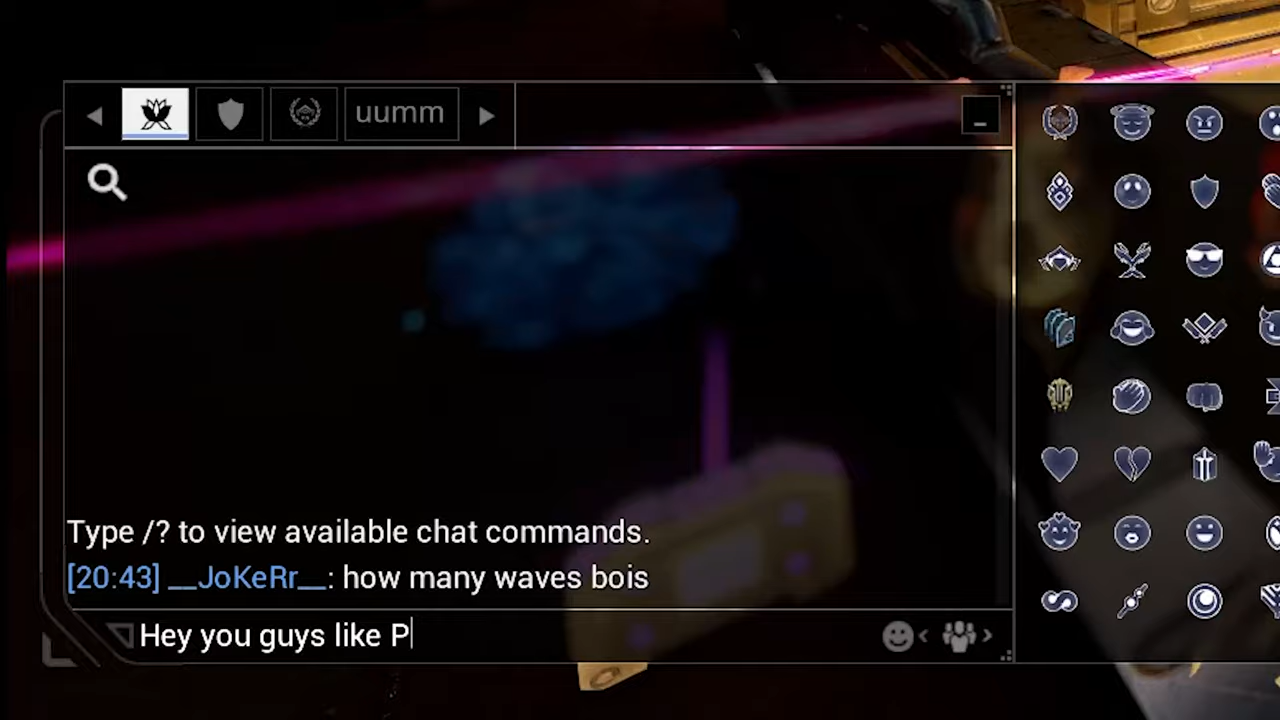 uumm
Type /? to view available chat commands.
[20:43] __JoKeRr__: how many waves bois
Hey you guys like P